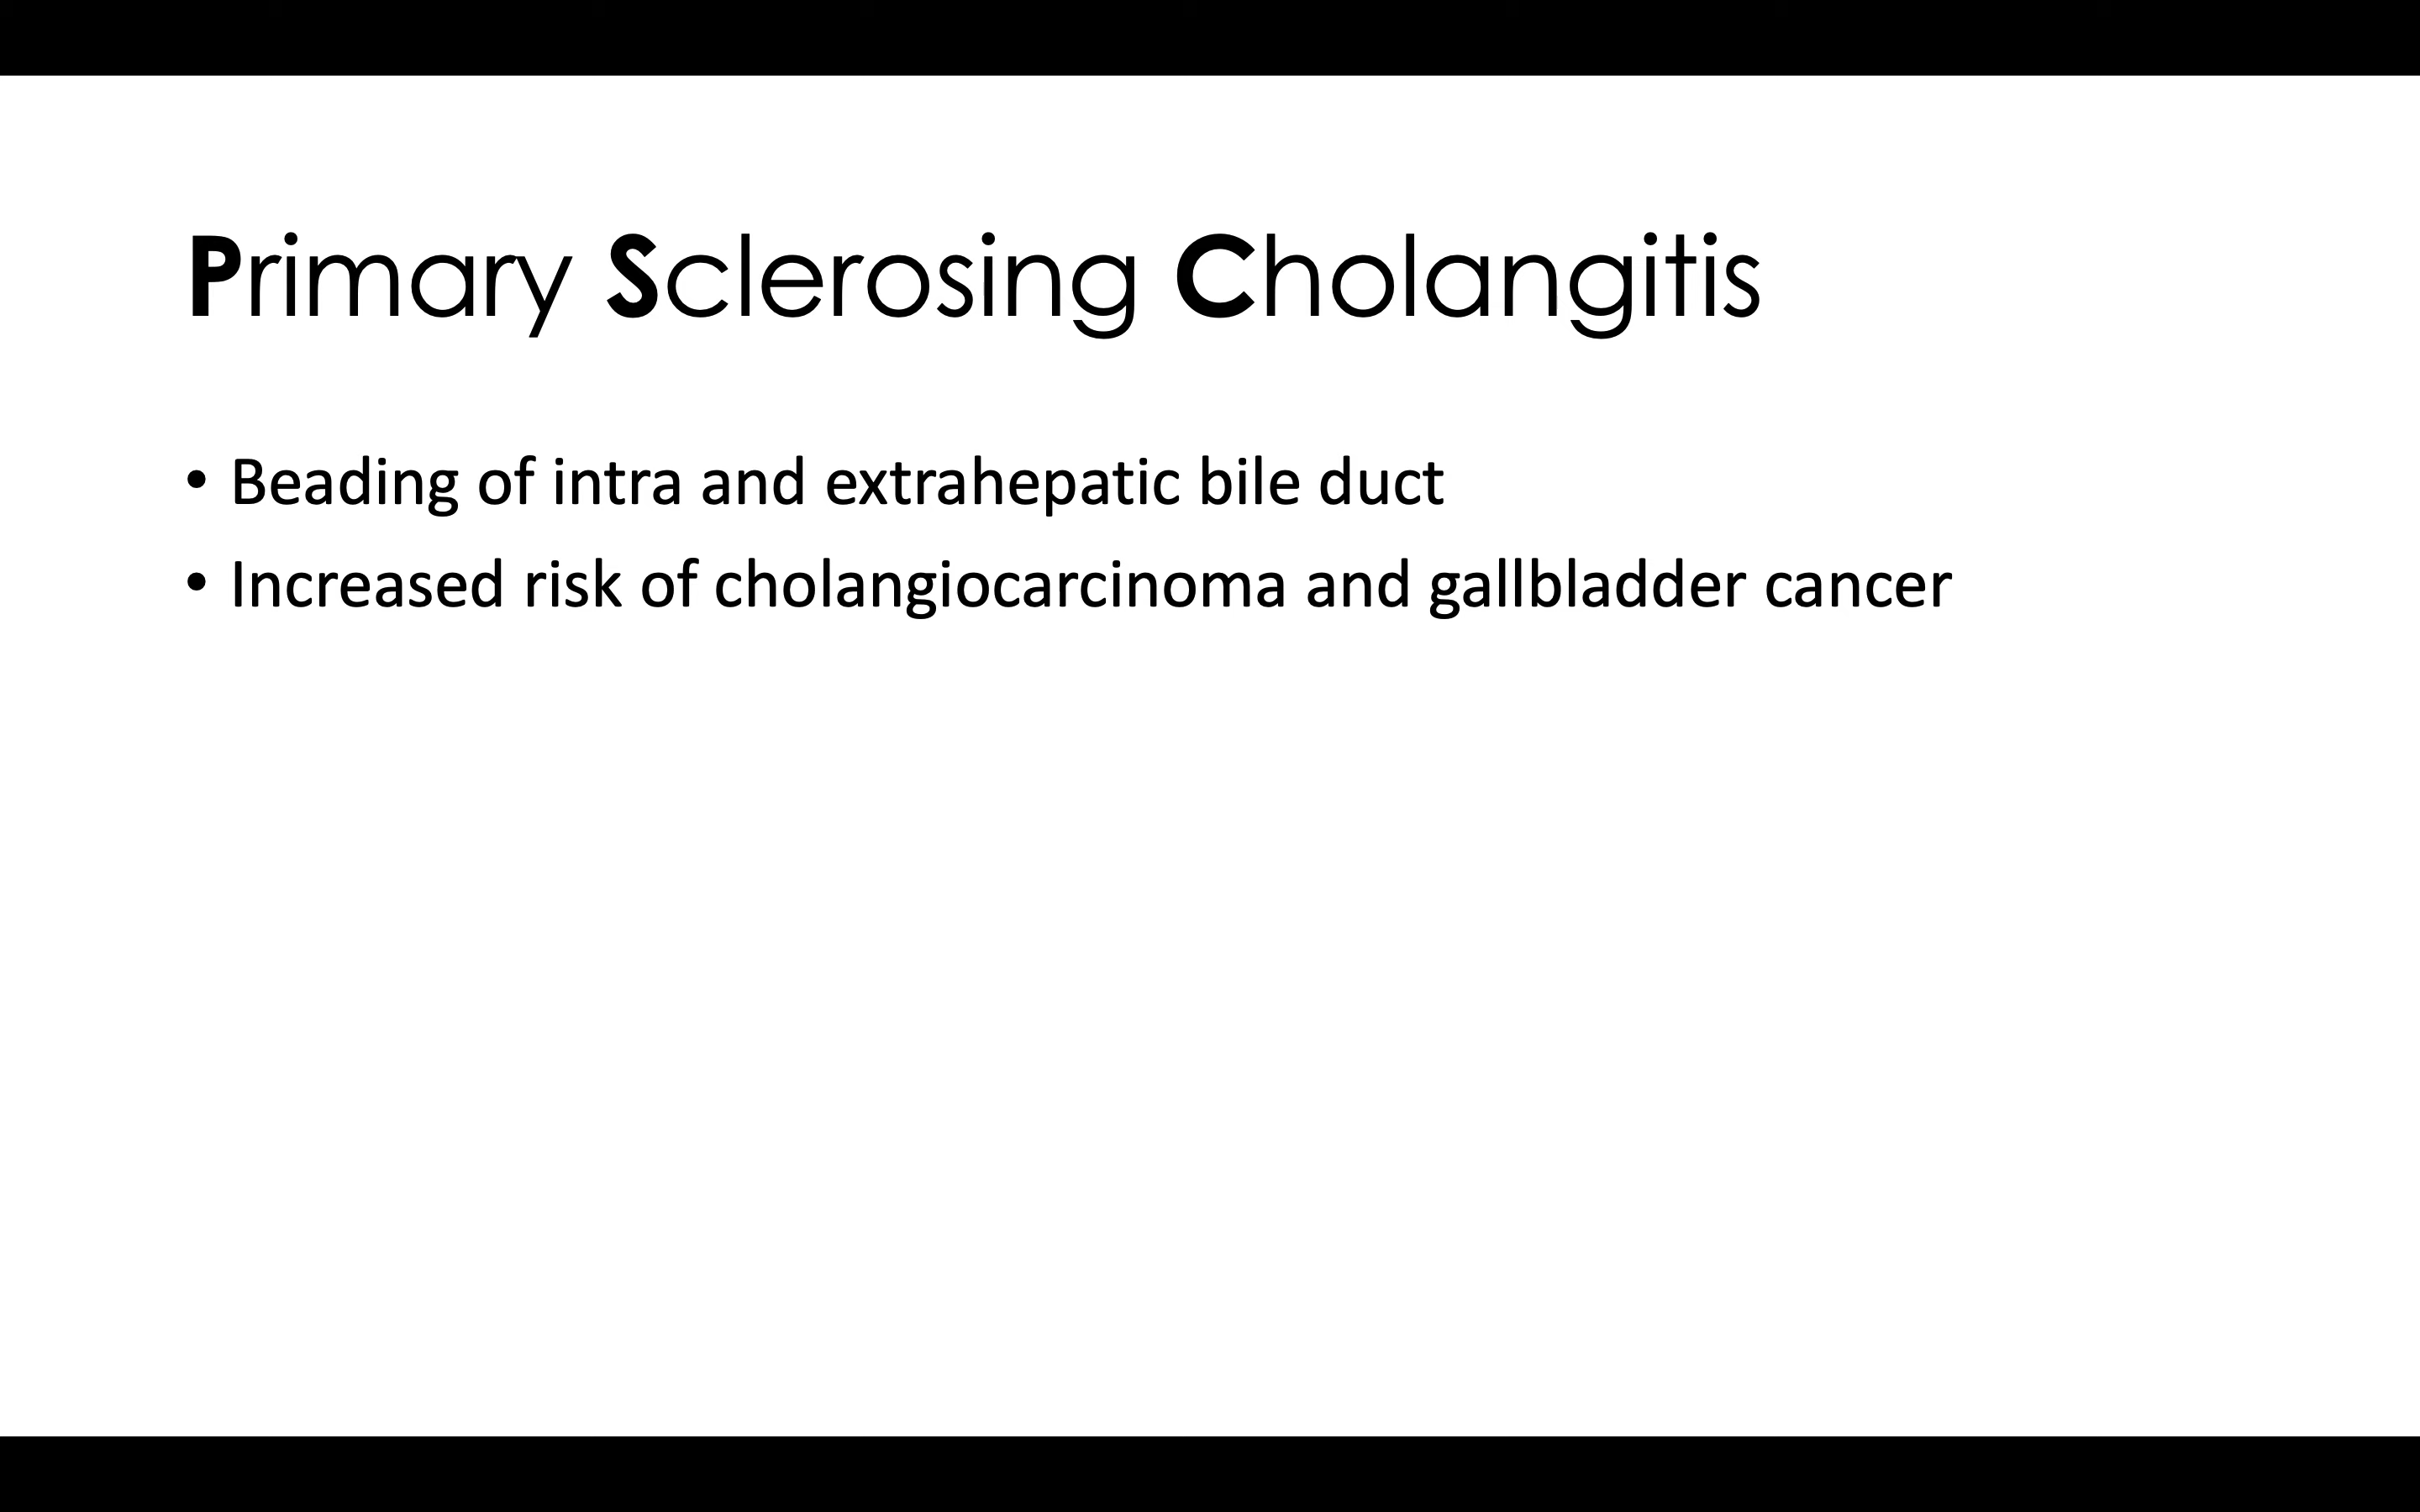 Primary Sclerosing Cholangitis
• Beading of intra and extrahepatic bile duct
• Increased risk of cholangiocarcinoma and gallbladder cancer